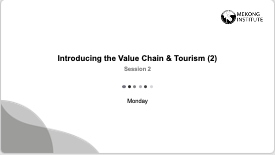 MEKONG
INSTITUTE
Introducing the Value Chain & Tourism (2)
Session 2
Monday